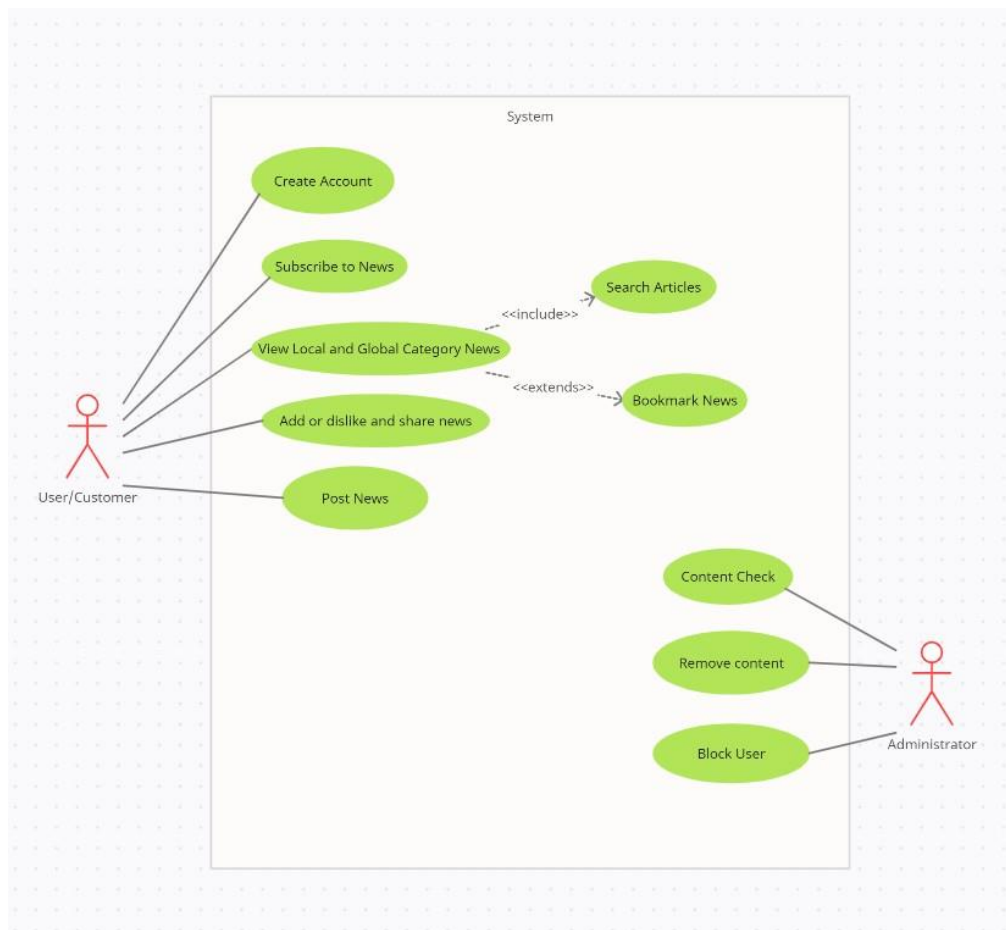 System
Create Account
Subscribe to News
Search Articles
<<include>>
View Local and Global Category News
<<extends>>
Bookmark News
Add or dislike and share news
User/Customer
Post News
Content Check
Remove content
Administrator
Block User